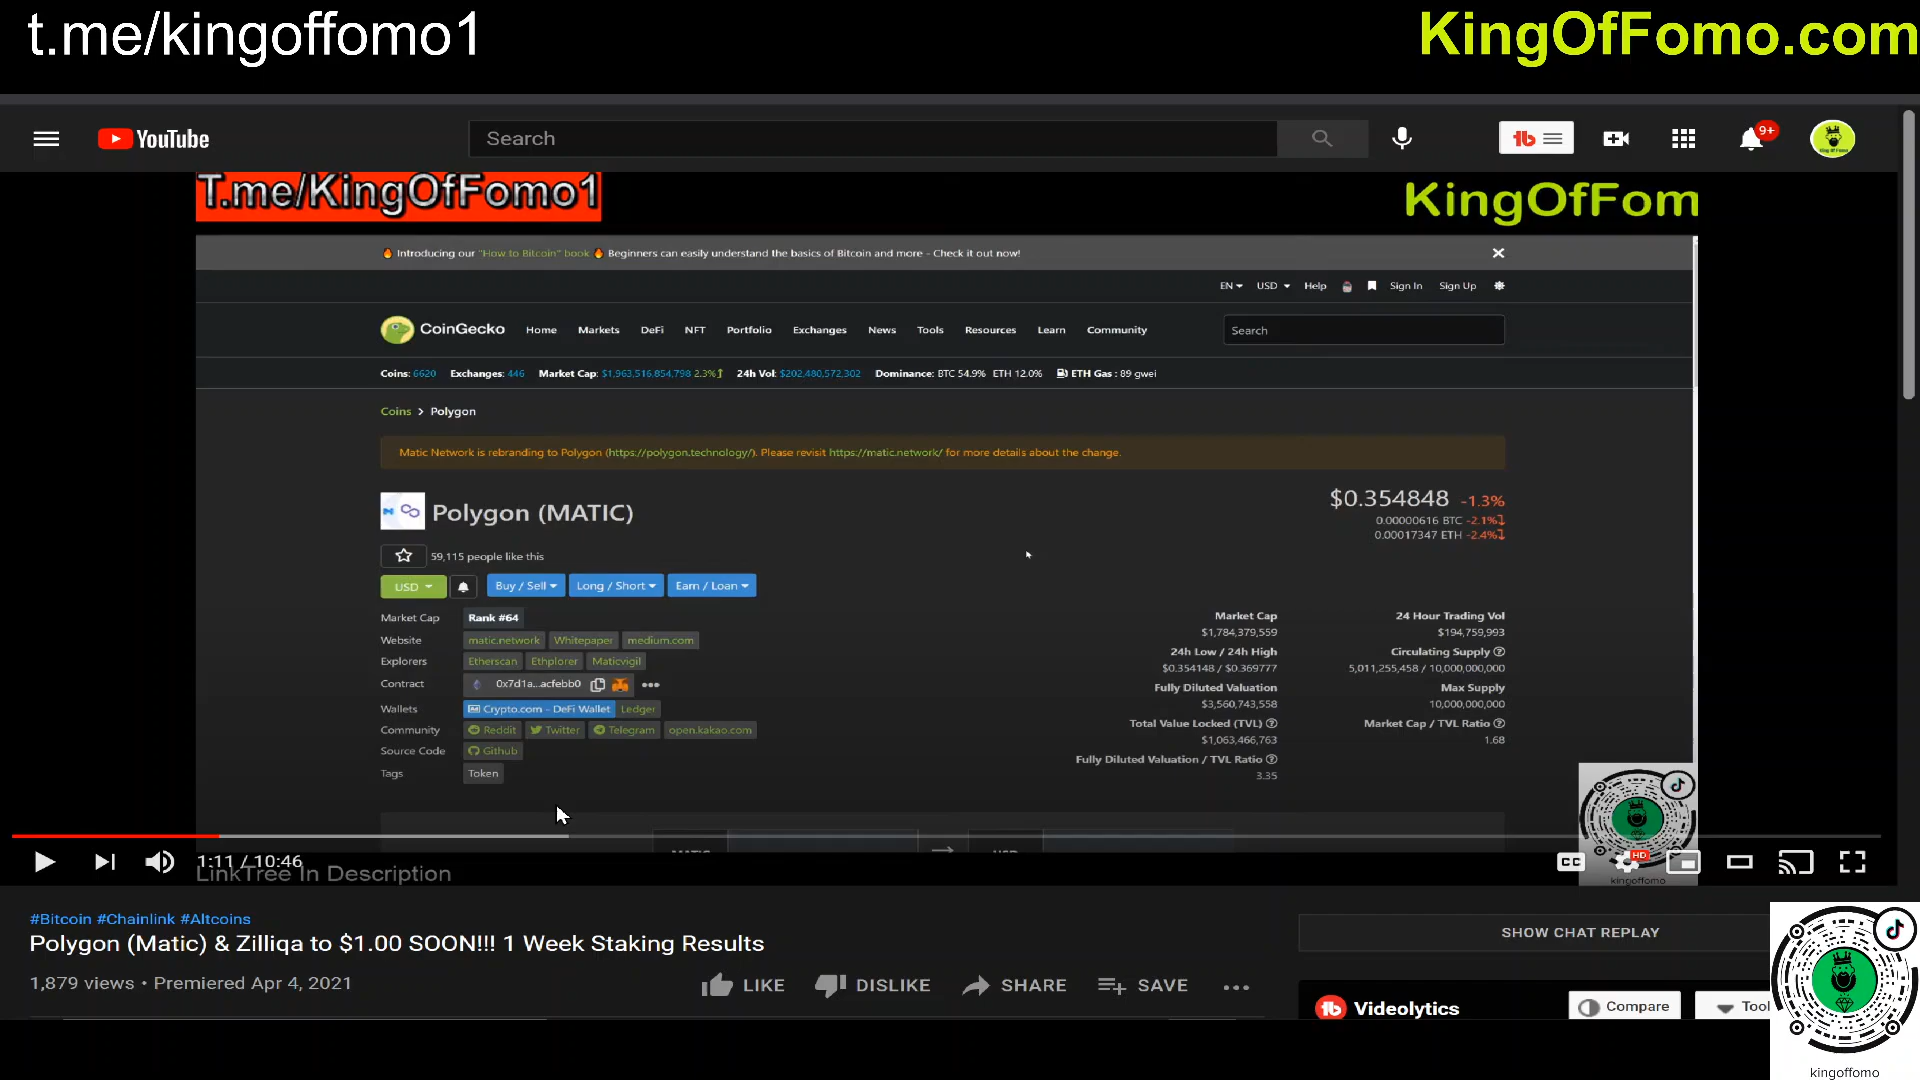 t.me/kingoffomo1
KingOfFomo.com
YouTube
Search
9+
T.me/KingOfFomo1
KingOfFom
Introducing our "How to Bitcoin" book Beginners can easily understand the basics of Bitcoin and more - Check it out now!
EN USD Help Sign In Sign Up
CoinGecko Home Markets DeFi NFT Portfolio Exchanges News Tools Resources Learn Community Search
Coins: 6620 Exchanges: 446 Market Cap: $1,963,516,854,798 2.3% 24h Vol: $202,480,572,302 Dominance: BTC 54.9% ETH 12.0% ETH Gas : 89 gwei
Coins > Polygon
Matic Network is rebranding to Polygon (https://polygon.technology/). Please revisit https://matic.network/ for more details about the change.
Polygon (MATIC)
$0.354848 -1.3%
0.00000616 BTC -2.1%
0.00017347 ETH -2.4%
59,115 people like this
USD Buy / Sell Long / Short Earn / Loan
Market Cap Rank #64
Website matic.network Whitepaper medium.com
Explorers Etherscan Ethplorer Maticvigil
Contract 0x7d1a...acfebb0
Wallets Crypto.com - DeFi Wallet Ledger
Community Reddit Twitter Telegram open.kakao.com
Source Code Github
Tags Token
Market Cap
$1,784,379,559
24h Low / 24h High
$0.354148 / $0.369777
Fully Diluted Valuation
$3,560,743,558
Total Value Locked (TVL)
$1,063,466,763
Fully Diluted Valuation / TVL Ratio
3.35
24 Hour Trading Vol
$194,759,993
Circulating Supply
5,011,255,458 / 10,000,000,000
Max Supply
10,000,000,000
Market Cap / TVL Ratio
1.68
1:11 / 10:46
LinkTree In Description
CC
HD
kingoffomo
#Bitcoin #Chainlink #Altcoins
Polygon (Matic) & Zilliqa to $1.00 SOON!!! 1 Week Staking Results
1,879 views • Premiered Apr 4, 2021
LIKE DISLIKE SHARE SAVE
SHOW CHAT REPLAY
Videolytics Compare Tool
kingoffomo